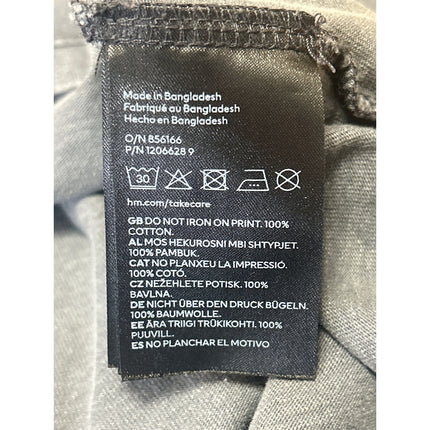 Made in Bangladesh
Fabriqué au Bangladesh
Hecho en Bangladesh
O/N 856166
P/N 1206628 9
30
hm.com/takecare
GB DO NOT IRON ON PRINT. 100%
COTTON.
AL MOS HEKUROSNI MBI SHTYPJET.
100% PAMBUK.
CAT NO PLANXEU LA IMPRESSIÓ.
100% COTÓ.
CZ NEŽEHLETE POTISK. 100%
BAVLNA.
DE NICHT ÜBER DEN DRUCK BÜGELN.
100% BAUMWOLLE.
EE ÄRA TRIIGI TRÜKIKOHTI. 100%
PUUVILL.
ES NO PLANCHAR EL MOTIVO